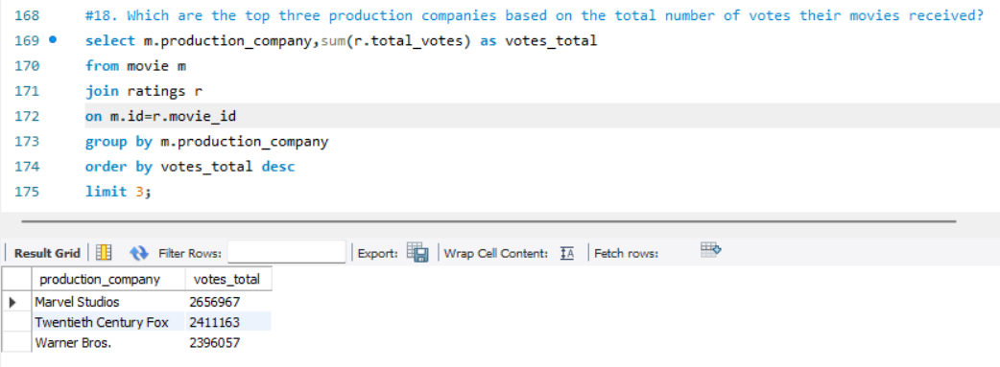 168 #18. Which are the top three production companies based on the total number of votes their movies received?
169 select m.production_company,sum(r.total_votes) as votes_total
170 from movie m
171 join ratings r
172 on m.id=r.movie_id
173 group by m.production_company
174 order by votes_total desc
175 limit 3;
Result Grid Filter Rows: Export: Wrap Cell Content: IA Fetch rows:
production_company votes_total
Marvel Studios 2656967
Twentieth Century Fox 2411163
Warner Bros. 2396057